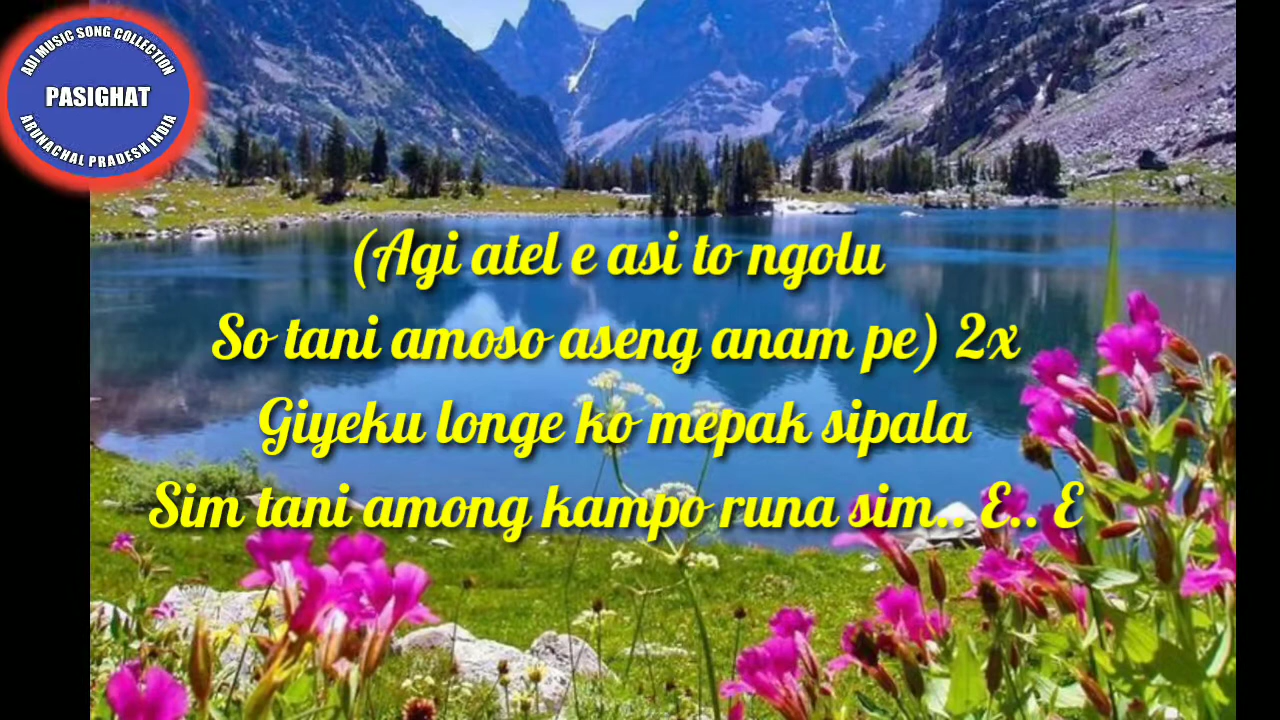 ADI MUSIC SONG COLLECTION
PASIGHAT
ARUNACHAL PRADESH INDIA
(Agi atel e asi to ngolu
So tani amoso aseng anam pe) 2x
Giyeku longe ko mepak sipala
Sim tani among kampo runa sim.. E.. E